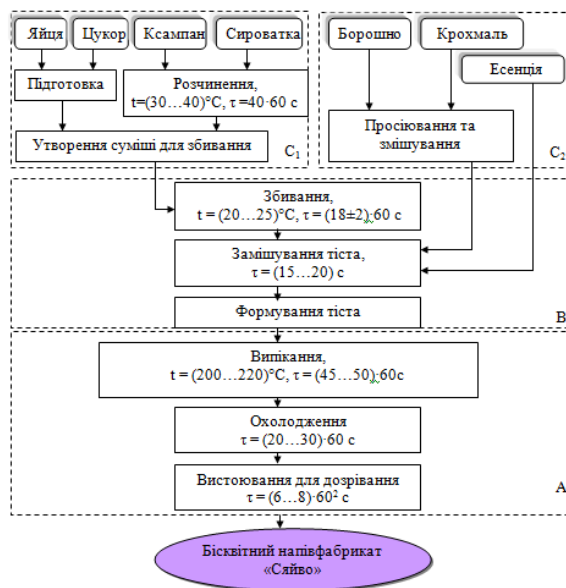 Яйця
Цукор
Ксампан
Сироватка
Борошно
Крохмаль
Есенція
Підготовка
Розчинення,
t=(30…40)°С, τ =40·60 с
Просіювання та
змішування
Утворення суміші для збивання
С₁
С₂
Збивання,
t = (20…25)°С, τ = (18±2)·60 с
Замішування тіста,
τ = (15…20) с
Формування тіста
В
Випікання,
t = (200…220)°С, τ = (45…50)·60с
Охолодження
τ = (20…30)·60 с
Вистоювання для дозрівання
τ = (6…8)·60² с
А
Бісквітний напівфабрикат
«Сяйво»